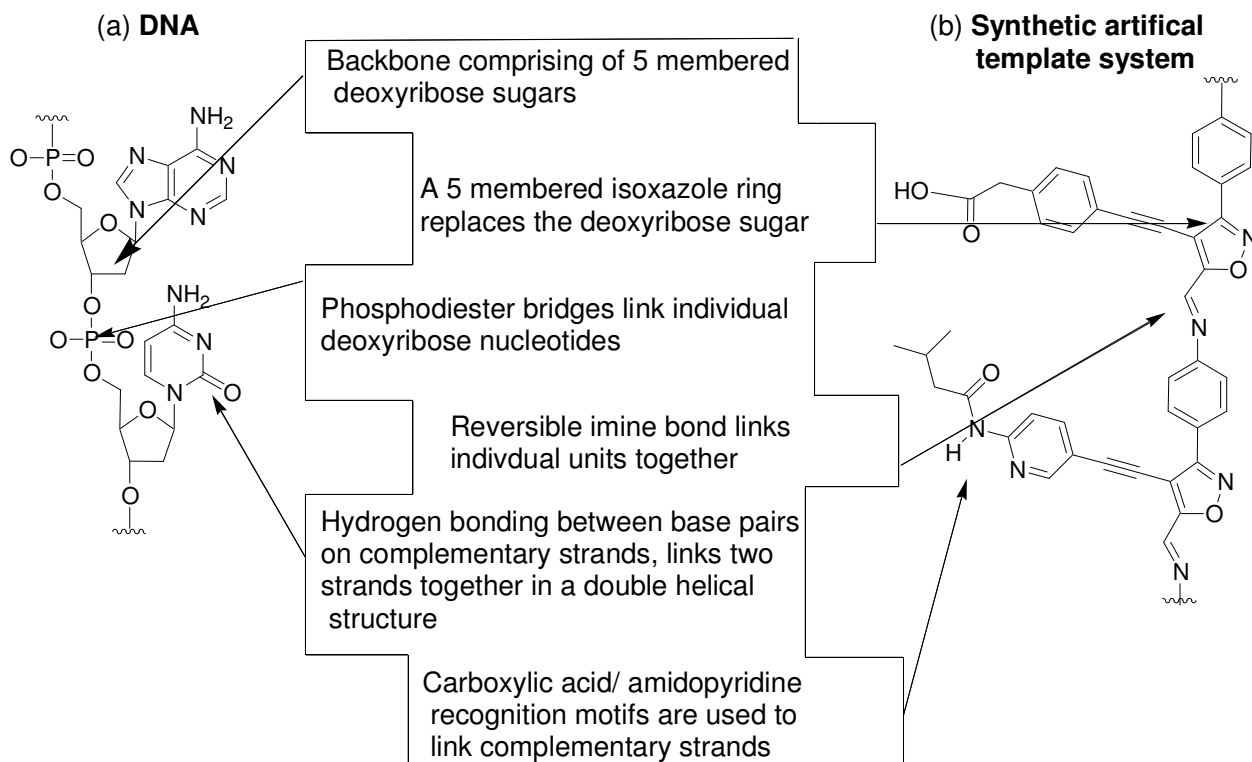 (a) DNA
(b) Synthetic artifical
template system
Backbone comprising of 5 membered
deoxyribose sugars
A 5 membered isoxazole ring
replaces the deoxyribose sugar
Phosphodiester bridges link individual
deoxyribose nucleotides
Reversible imine bond links
indivdual units together
Hydrogen bonding between base pairs
on complementary strands, links two
strands together in a double helical
structure
Carboxylic acid/ amidopyridine
recognition motifs are used to
link complementary strands
NH2
O P O
N
N
O
N
N
O
O
NH2
O P O
N
O
N
O
O
O
HO
O
N
O
N
O
N
H
N
N
O
N